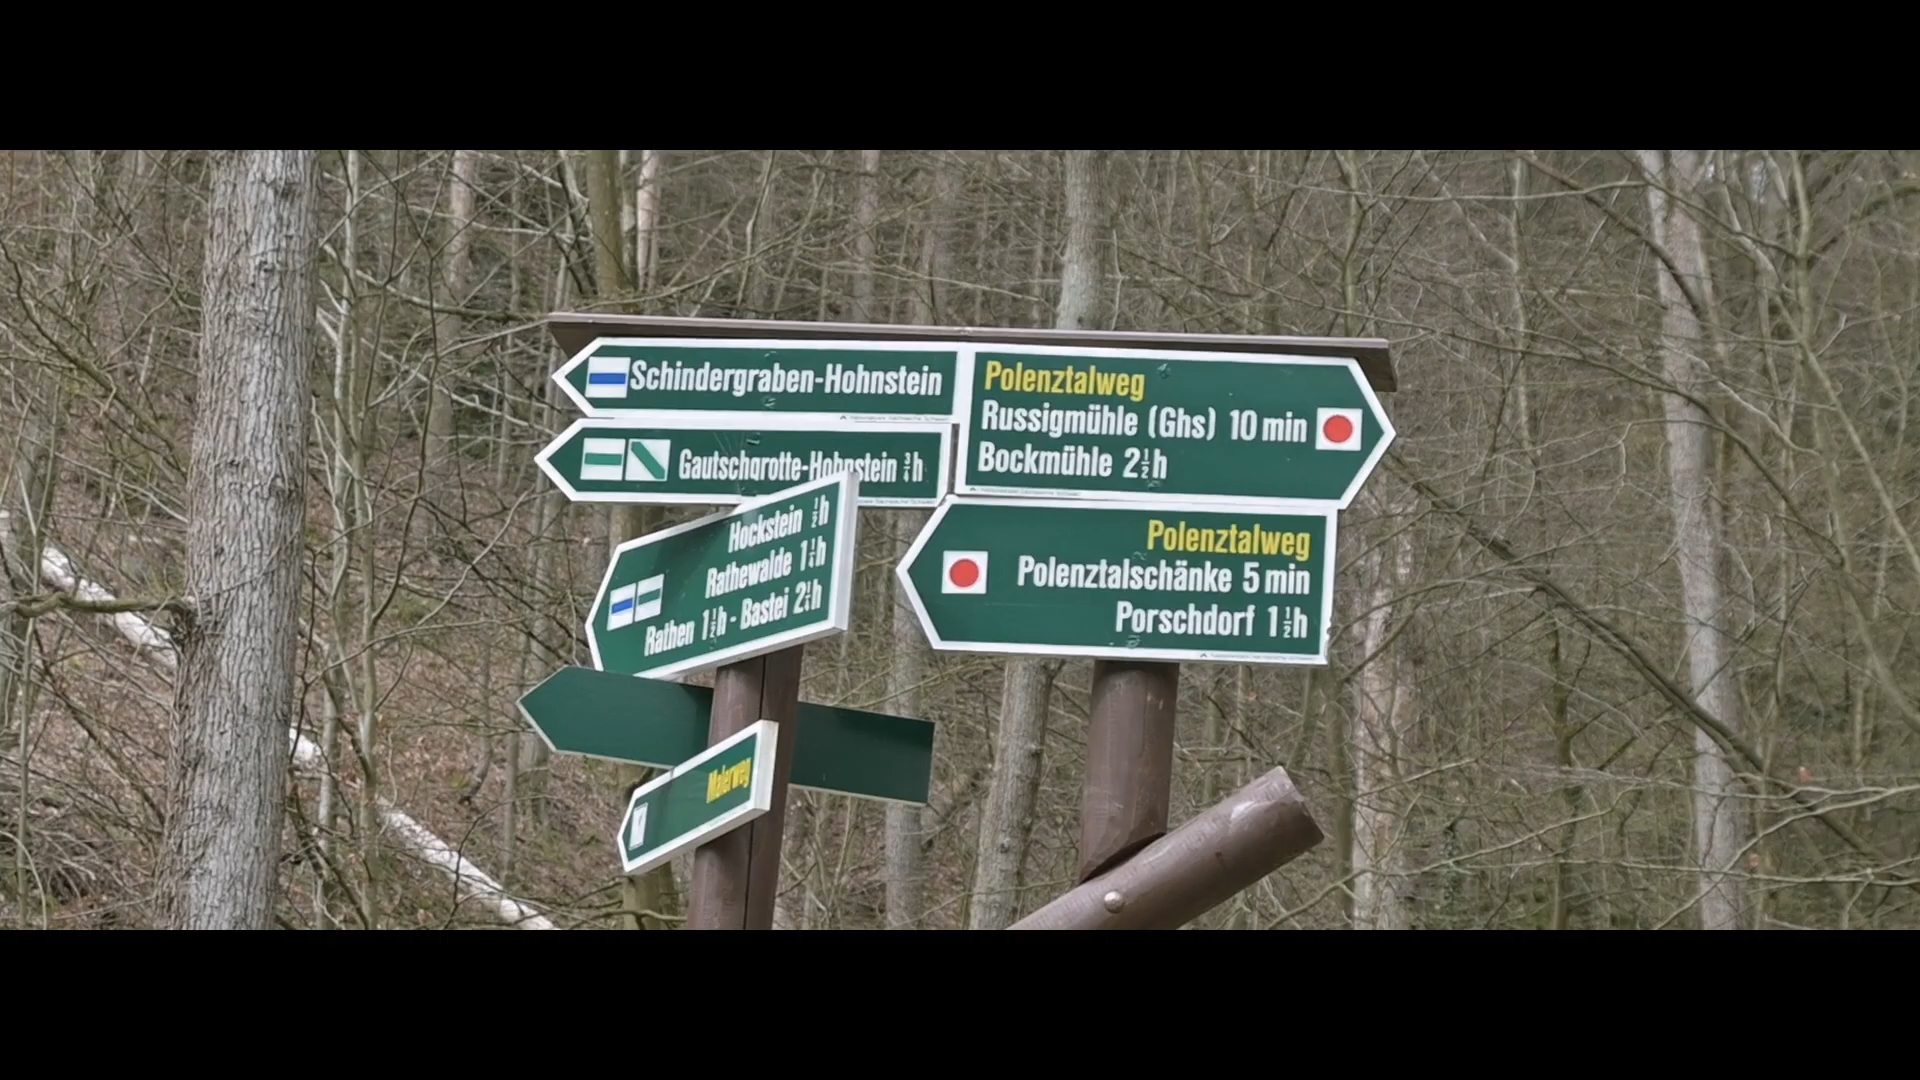 Schindergraben-Hohnstein
Gautschgrotte-Hohnstein ¾h
Polenztalweg
Russigmühle (Ghs) 10 min
Bockmühle 2½h
Hockstein ½h
Rathewalde 1¼h
Rathen 1½h - Bastei 2¼h
Polenztalweg
Polenztalschänke 5 min
Porschdorf 1½h
Malerweg